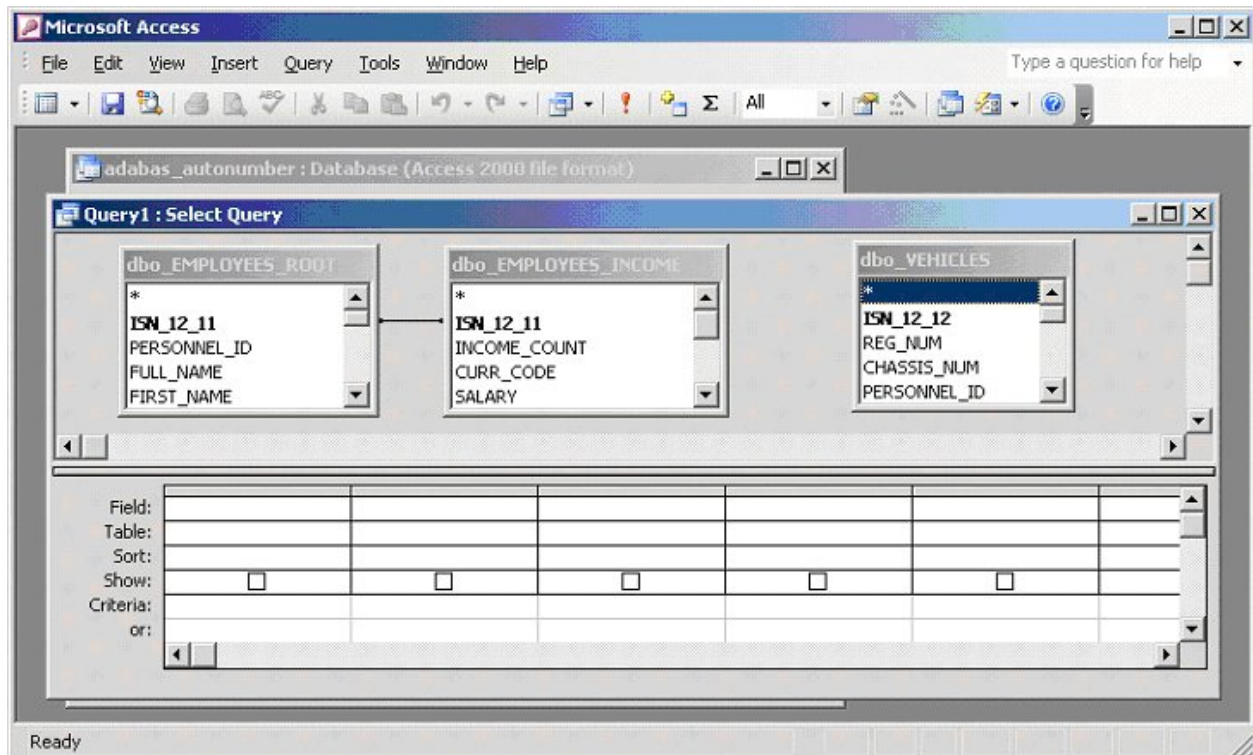 Microsoft Access
File Edit View Insert Query Tools Window Help Type a question for help
ABC Σ All
adabas_autonumber : Database (Access 2000 file format)
Query1 : Select Query
dbo_EMPLOYEES_ROOT dbo_EMPLOYEES_INCOME dbo_VEHICLES
* * *
ISN_12_11 ISN_12_11 ISN_12_12
PERSONNEL_ID INCOME_COUNT REG_NUM
FULL_NAME CURR_CODE CHASSIS_NUM
FIRST_NAME SALARY PERSONNEL_ID
Field:
Table:
Sort:
Show:
Criteria:
or:
Ready